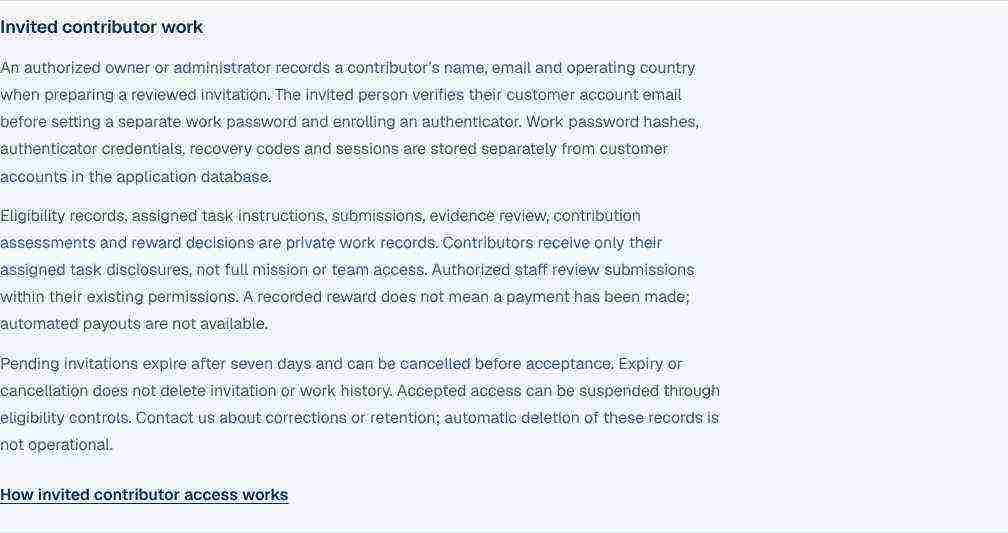 Invited contributor work
An authorized owner or administrator records a contributor's name, email and operating country
when preparing a reviewed invitation. The invited person verifies their customer account email
before setting a separate work password and enrolling an authenticator. Work password hashes,
authenticator credentials, recovery codes and sessions are stored separately from customer
accounts in the application database.
Eligibility records, assigned task instructions, submissions, evidence review, contribution
assessments and reward decisions are private work records. Contributors receive only their
assigned task disclosures, not full mission or team access. Authorized staff review submissions
within their existing permissions. A recorded reward does not mean a payment has been made;
automated payouts are not available.
Pending invitations expire after seven days and can be cancelled before acceptance. Expiry or
cancellation does not delete invitation or work history. Accepted access can be suspended through
eligibility controls. Contact us about corrections or retention; automatic deletion of these records is
not operational.
How invited contributor access works